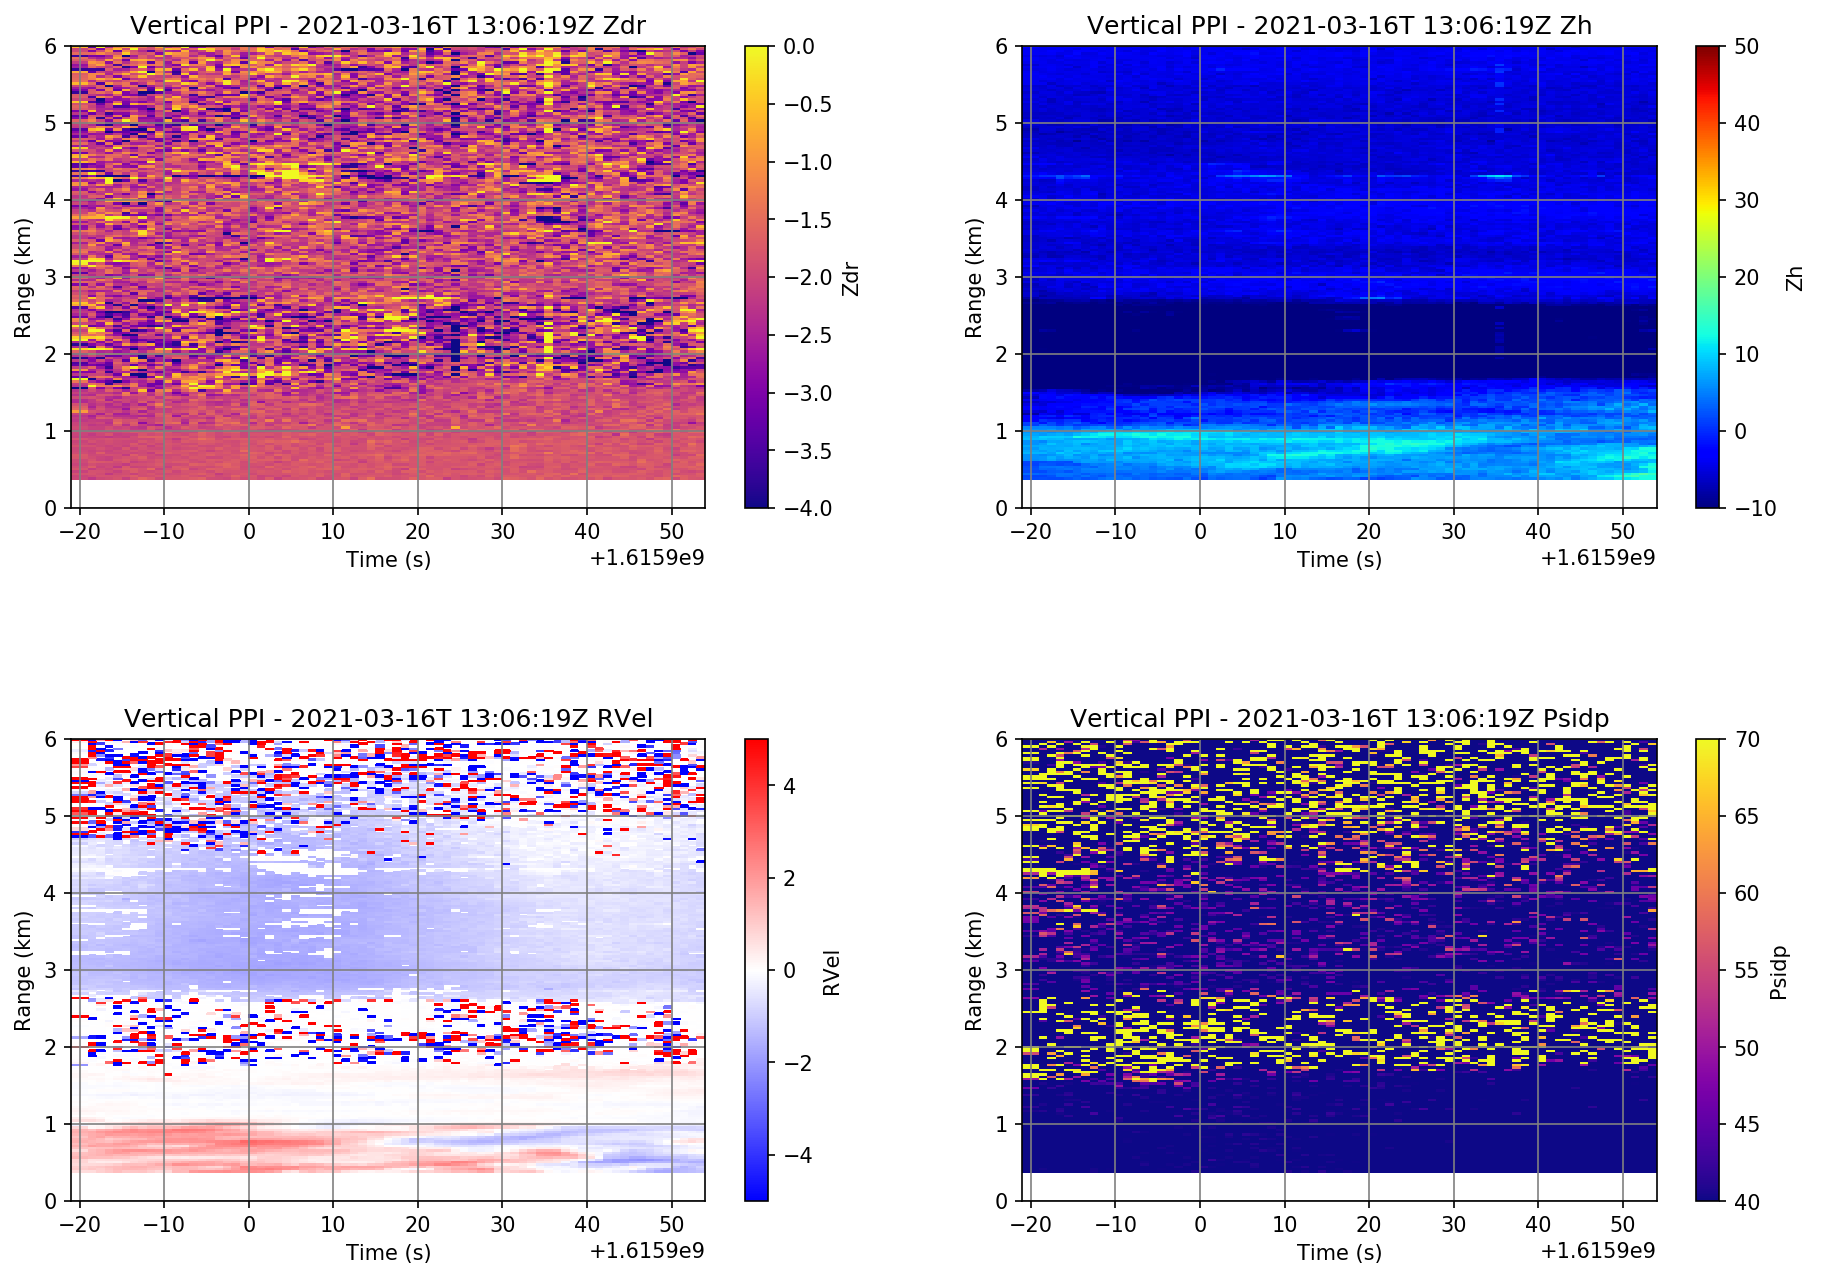 Vertical PPI - 2021-03-16T 13:06:19Z Zdr
6
5
4
3
2
1
0
Range (km)
−20 −10 0 10 20 30 40 50
Time (s)
+1.6159e9
0.0
−0.5
−1.0
−1.5
−2.0
−2.5
−3.0
−3.5
−4.0
Zdr
Vertical PPI - 2021-03-16T 13:06:19Z Zh
6
5
4
3
2
1
0
Range (km)
−20 −10 0 10 20 30 40 50
Time (s)
+1.6159e9
50
40
30
20
10
0
−10
Zh
Vertical PPI - 2021-03-16T 13:06:19Z RVel
6
5
4
3
2
1
0
Range (km)
−20 −10 0 10 20 30 40 50
Time (s)
+1.6159e9
4
2
0
−2
−4
RVel
Vertical PPI - 2021-03-16T 13:06:19Z Psidp
6
5
4
3
2
1
0
Range (km)
−20 −10 0 10 20 30 40 50
Time (s)
+1.6159e9
70
65
60
55
50
45
40
Psidp